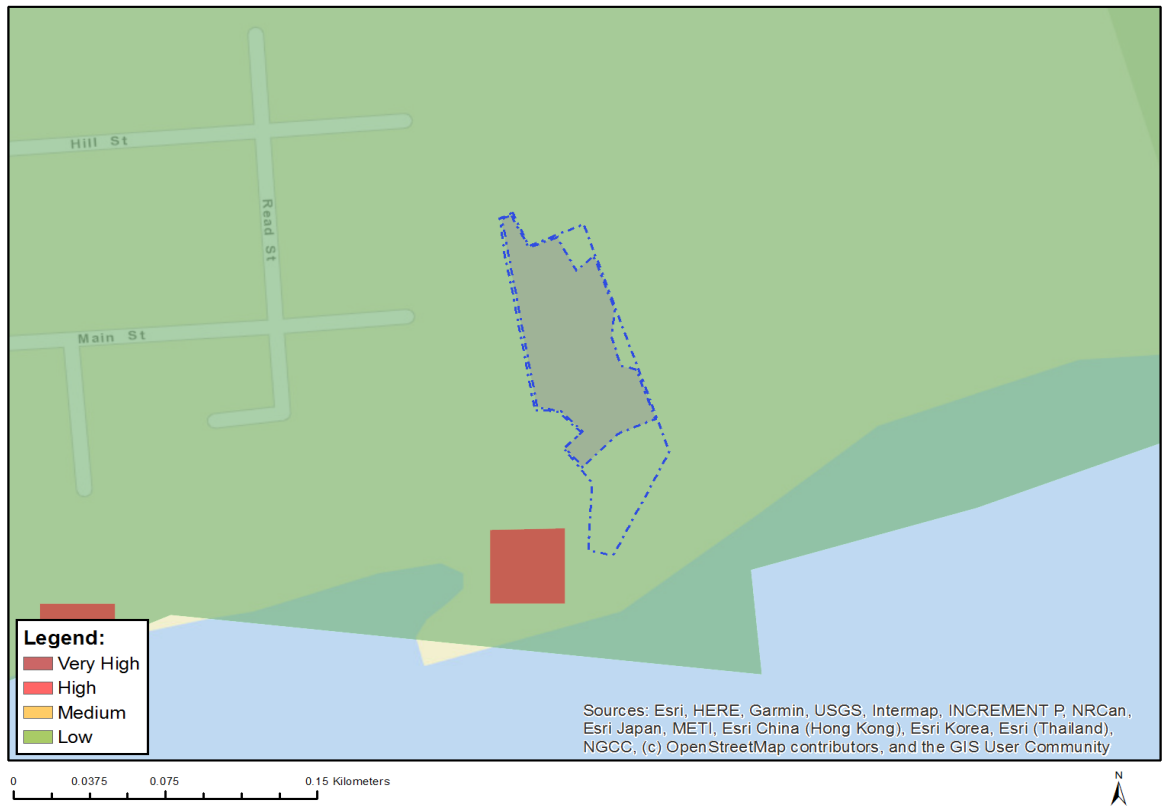 Hill St
Read St
Main St
Legend:
Very High
High
Medium
Low
Sources: Esri, HERE, Garmin, USGS, Intermap, INCREMENT P, NRCan,
Esri Japan, METI, Esri China (Hong Kong), Esri Korea, Esri (Thailand),
NGCC, (c) OpenStreetMap contributors, and the GIS User Community
0 0.0375 0.075 0.15 Kilometers
N